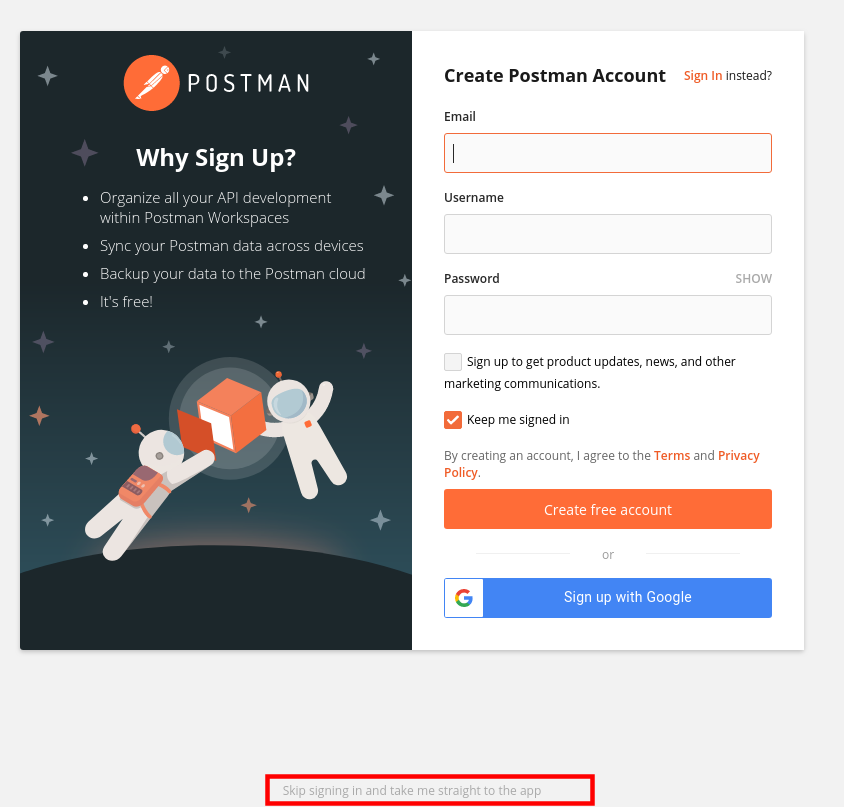 POSTMAN
Why Sign Up?
Organize all your API development
within Postman Workspaces
Sync your Postman data across devices
Backup your data to the Postman cloud
It's free!
Create Postman Account
Sign In instead?
Email
Username
Password
SHOW
Sign up to get product updates, news, and other
marketing communications.
Keep me signed in
By creating an account, I agree to the Terms and Privacy
Policy.
Create free account
or
Sign up with Google
Skip signing in and take me straight to the app